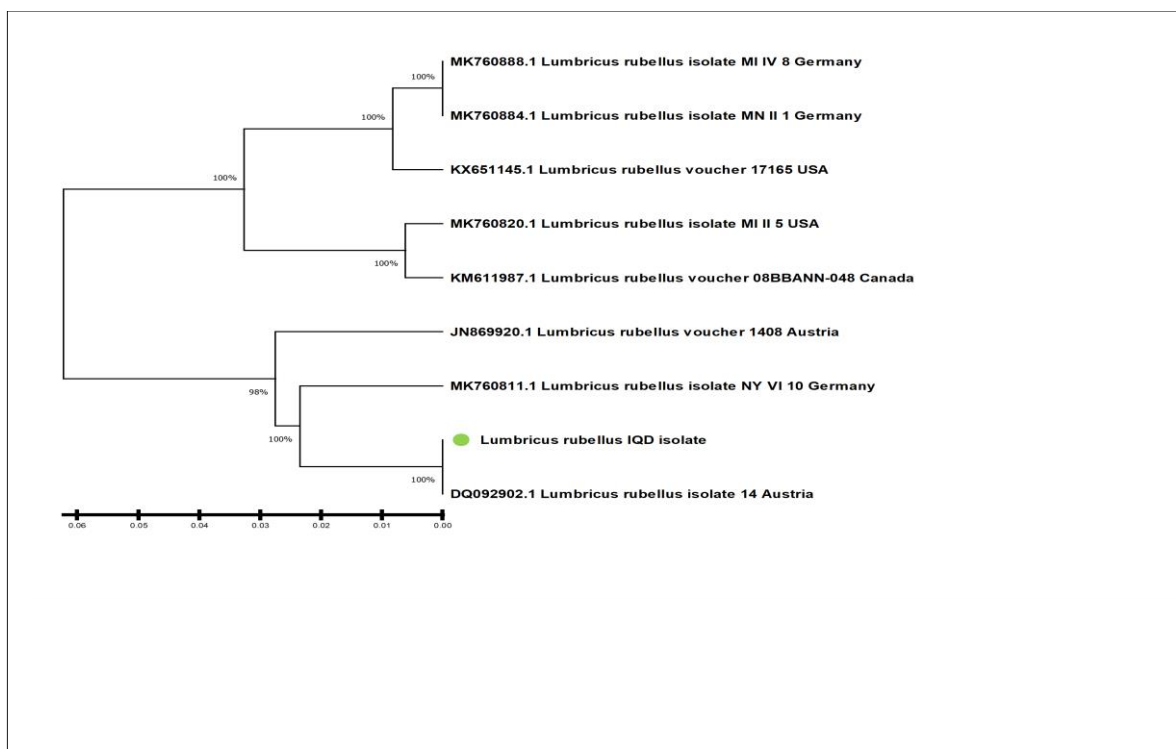 MK760888.1 Lumbricus rubellus isolate MI IV 8 Germany
100%
MK760884.1 Lumbricus rubellus isolate MN II 1 Germany
100%
KX651145.1 Lumbricus rubellus voucher 17165 USA
100%
MK760820.1 Lumbricus rubellus isolate MI II 5 USA
100%
KM611987.1 Lumbricus rubellus voucher 08BBANN-048 Canada
JN869920.1 Lumbricus rubellus voucher 1408 Austria
MK760811.1 Lumbricus rubellus isolate NY VI 10 Germany
98%
100%
Lumbricus rubellus IQD isolate
100%
DQ092902.1 Lumbricus rubellus isolate 14 Austria
0.06 0.05 0.04 0.03 0.02 0.01 0.00